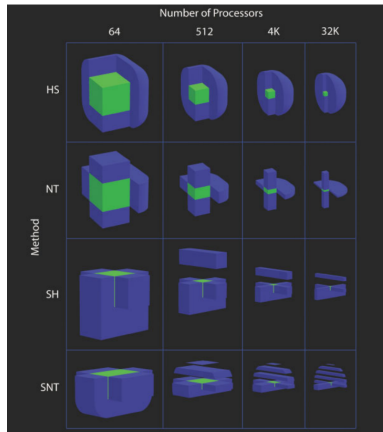 Number of Processors
64 512 4K 32K
Method
HS
NT
SH
SNT